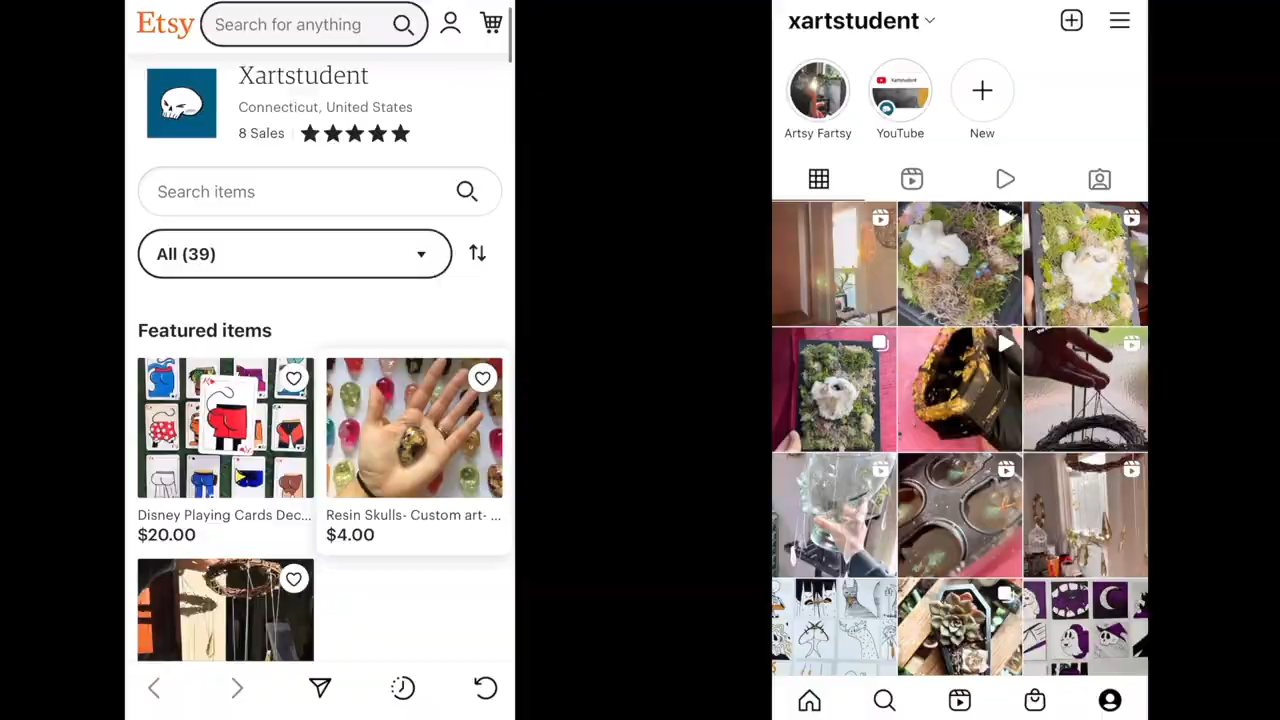 Etsy
Search for anything
Xartstudent
Connecticut, United States
8 Sales
Search items
All (39)
Featured items
Disney Playing Cards Dec...
$20.00
Resin Skulls- Custom art- ...
$4.00
xartstudent
Artsy Fartsy
YouTube
New